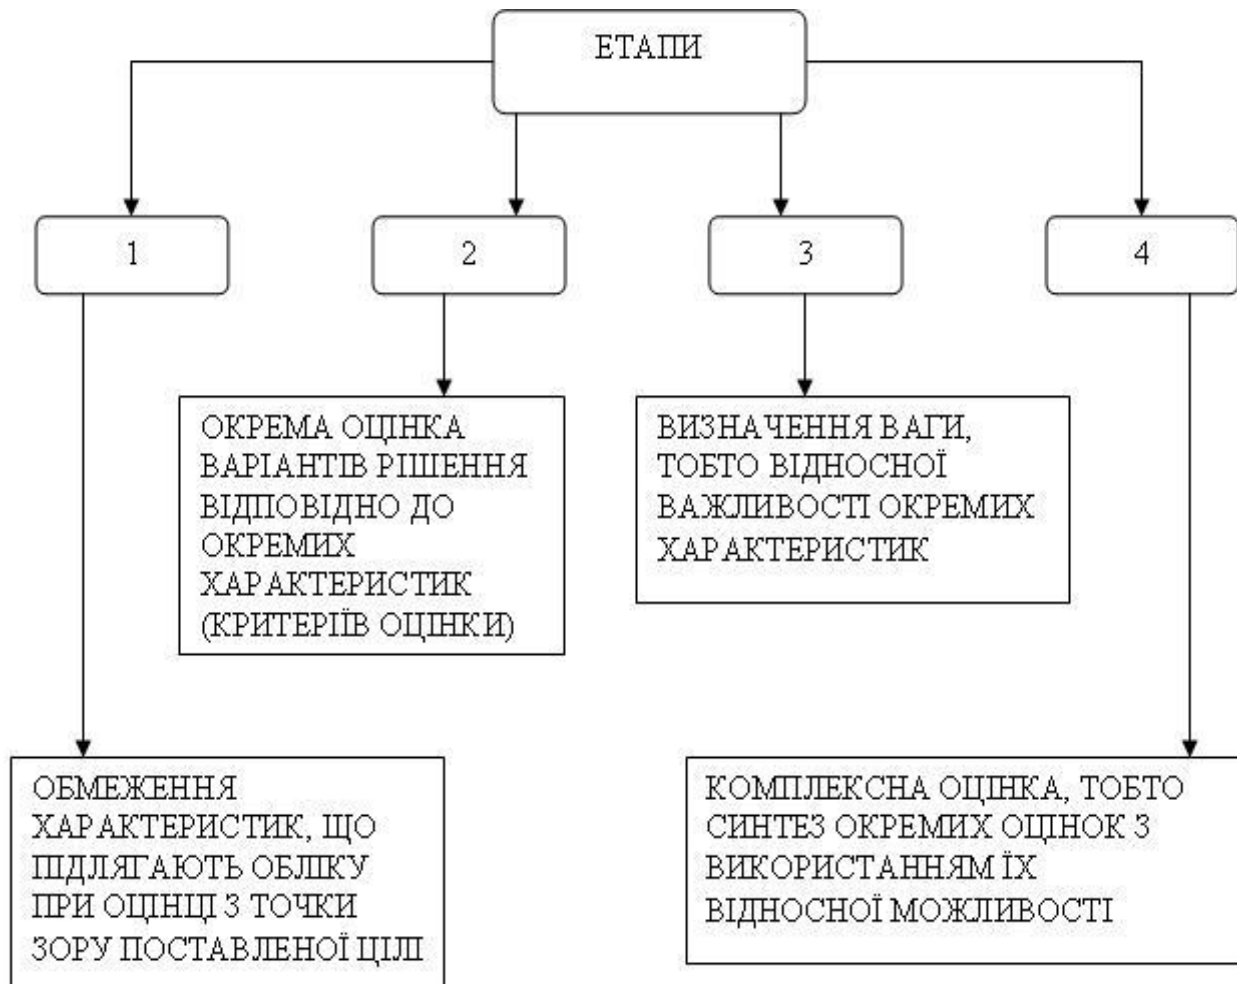 ЕТАПИ
1
2
3
4
ОКРЕМА ОЦІНКА
ВАРІАНТІВ РІШЕННЯ
ВІДПОВІДНО ДО
ОКРЕМИХ
ХАРАКТЕРИСТИК
(КРИТЕРІЇВ ОЦІНКИ)
ВИЗНАЧЕННЯ ВАГИ,
ТОБТО ВІДНОСНОЇ
ВАЖЛИВОСТІ ОКРЕМИХ
ХАРАКТЕРИСТИК
ОБМЕЖЕННЯ
ХАРАКТЕРИСТИК, ЩО
ПІДЛЯГАЮТЬ ОБЛІКУ
ПРИ ОЦІНЦІ З ТОЧКИ
ЗОРУ ПОСТАВЛЕНОЇ ЦІЛІ
КОМПЛЕКСНА ОЦІНКА, ТОБТО
СИНТЕЗ ОКРЕМИХ ОЦІНОК З
ВИКОРИСТАННЯМ ЇХ
ВІДНОСНОЇ МОЖЛИВОСТІ